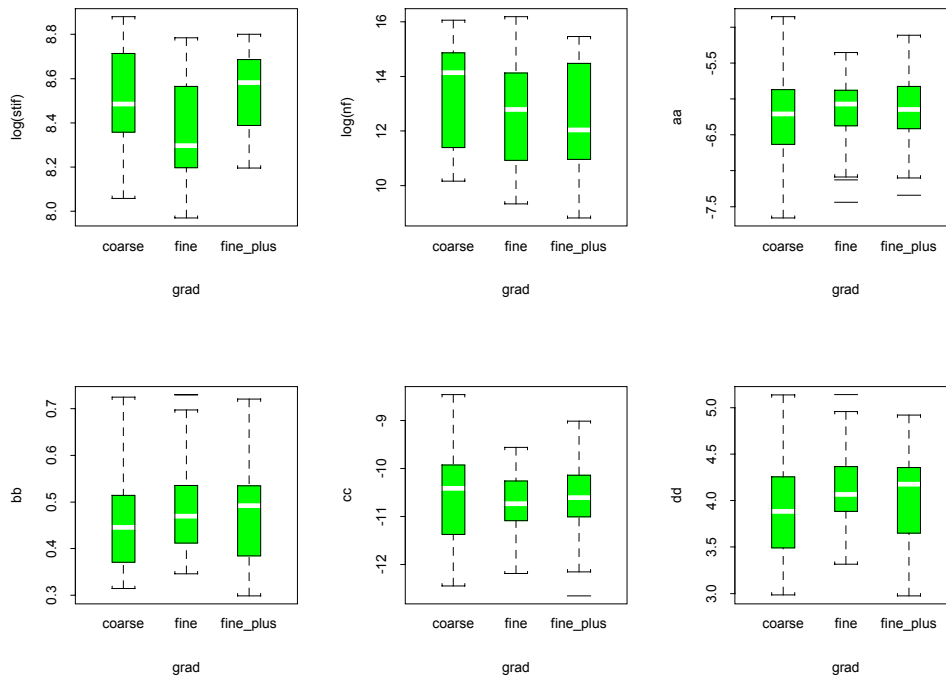 log(stif)
8.0 8.2 8.4 8.6 8.8
coarse fine fine_plus
grad
log(nf)
10 12 14 16
coarse fine fine_plus
grad
aa
-7.5 -6.5 -5.5
coarse fine fine_plus
grad
bb
0.3 0.4 0.5 0.6 0.7
coarse fine fine_plus
grad
cc
-12 -11 -10 -9
coarse fine fine_plus
grad
dd
3.0 3.5 4.0 4.5 5.0
coarse fine fine_plus
grad